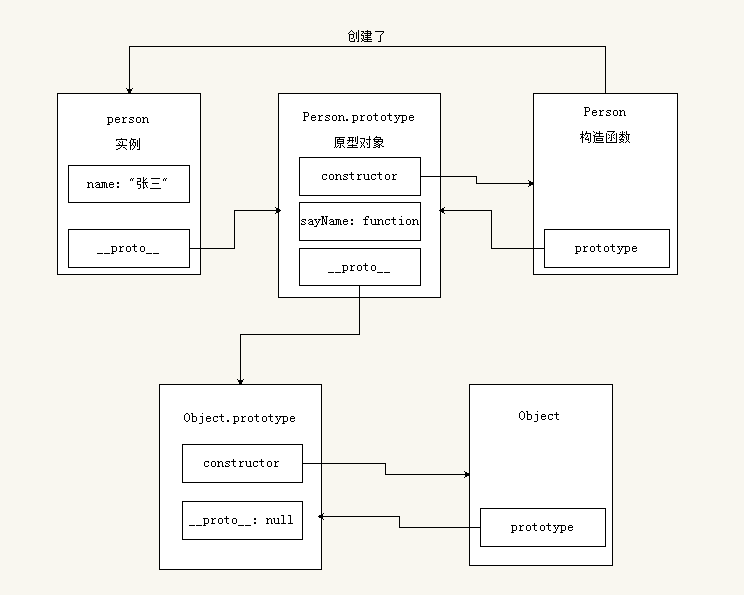 创建了
person
实例
name: “张三”
__proto__
Person.prototype
原型对象
constructor
sayName: function
__proto__
Person
构造函数
prototype
Object.prototype
constructor
__proto__: null
Object
prototype